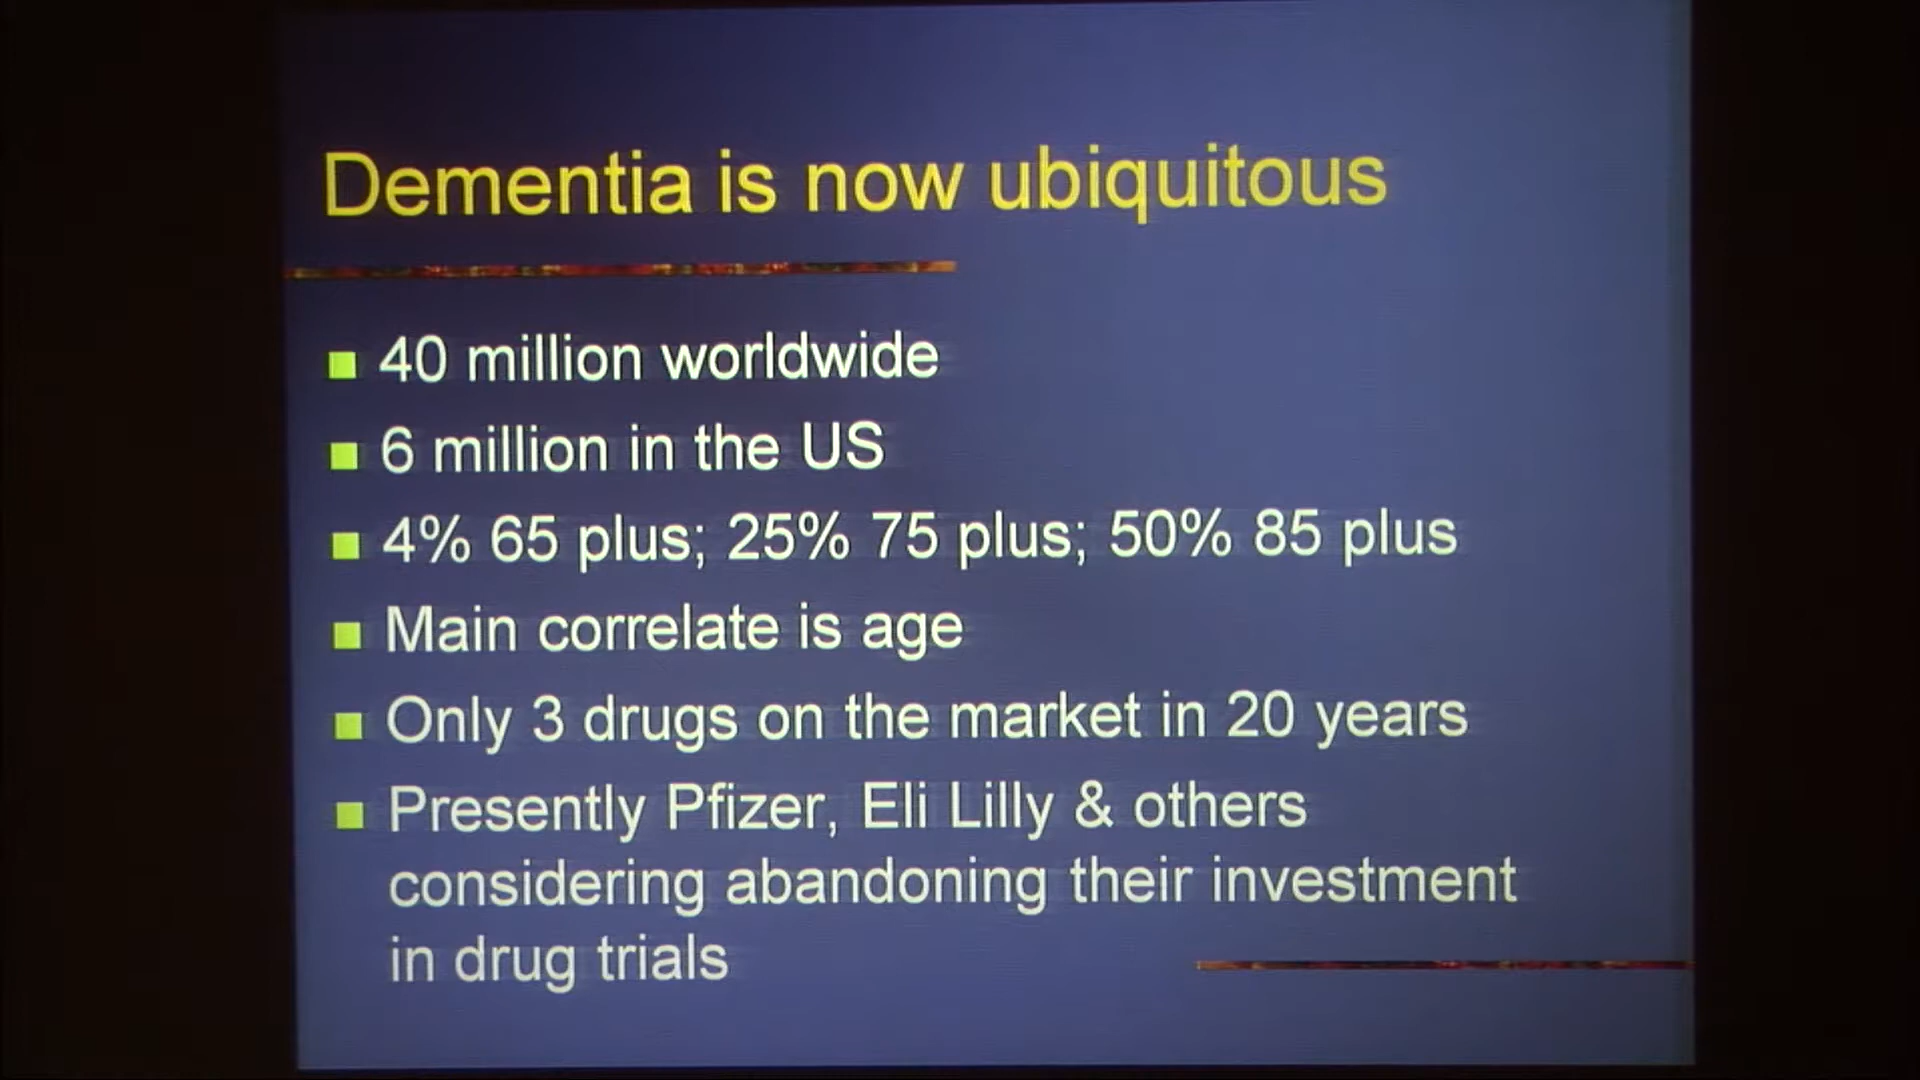 Dementia is now ubiquitous
40 million worldwide
6 million in the US
4% 65 plus; 25% 75 plus; 50% 85 plus
Main correlate is age
Only 3 drugs on the market in 20 years
Presently Pfizer, Eli Lilly & others
considering abandoning their investment
in drug trials